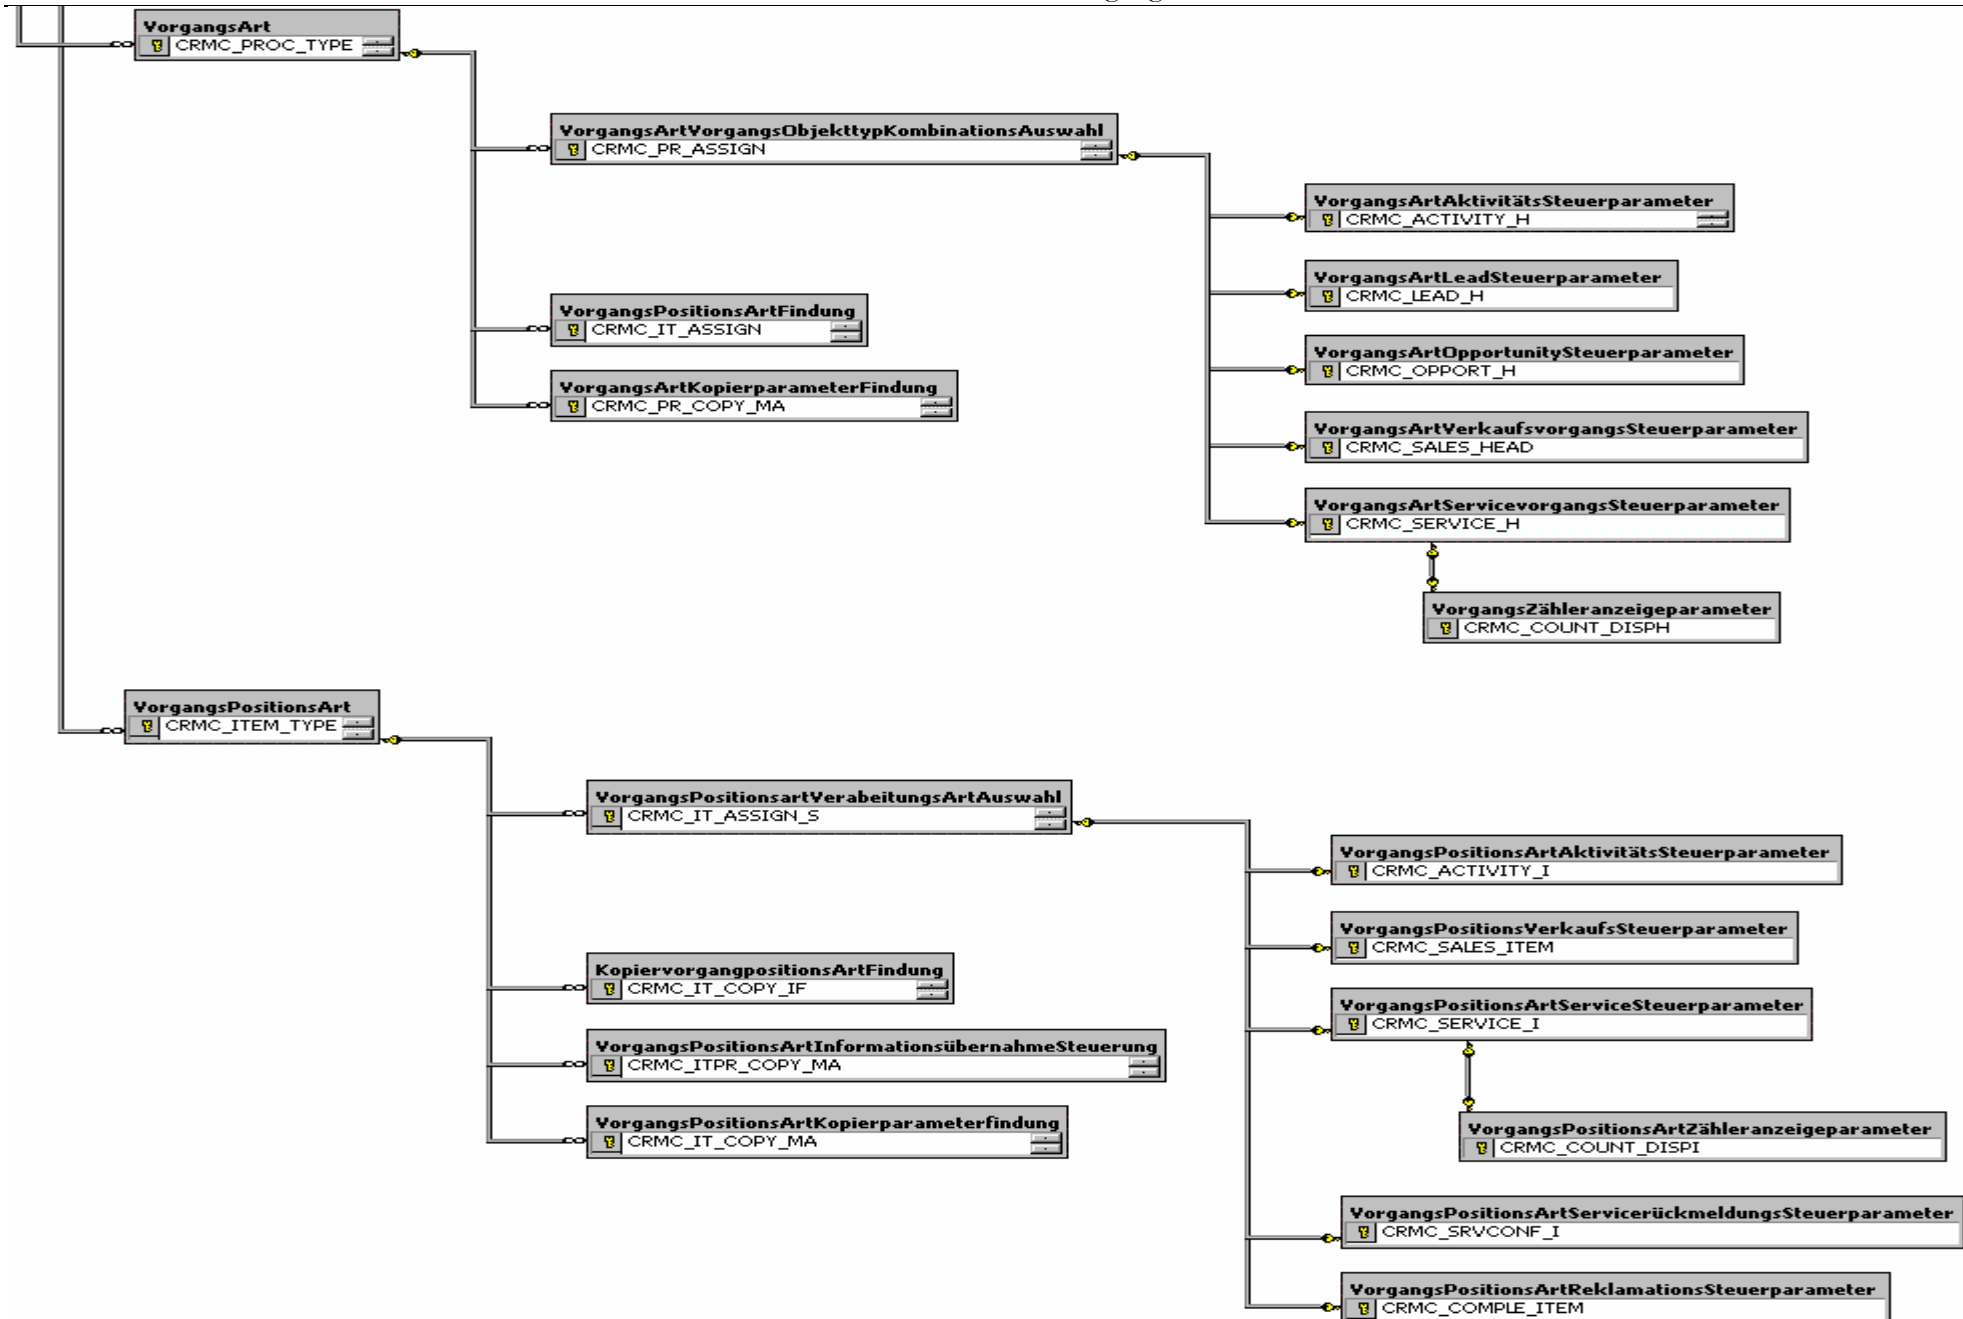 VorgangsArt
CRMC_PROC_TYPE
VorgangsArtVorgangsObjekttypKombinationsAuswahl
CRMC_PR_ASSIGN
VorgangsArtAktivitätsSteuerparameter
CRMC_ACTIVITY_H
VorgangsArtLeadSteuerparameter
CRMC_LEAD_H
VorgangsPositionsArtFindung
CRMC_IT_ASSIGN
VorgangsArtOpportunitySteuerparameter
CRMC_OPPORT_H
VorgangsArtKopierparameterFindung
CRMC_PR_COPY_MA
VorgangsArtVerkaufsvorgangsSteuerparameter
CRMC_SALES_HEAD
VorgangsArtServicevorgangsSteuerparameter
CRMC_SERVICE_H
VorgangsZähleranzeigeparameter
CRMC_COUNT_DISPH
VorgangsPositionsArt
CRMC_ITEM_TYPE
VorgangsPositionsartVerabeitungsArtAuswahl
CRMC_IT_ASSIGN_S
VorgangsPositionsArtAktivitätsSteuerparameter
CRMC_ACTIVITY_I
VorgangsPositionsVerkaufsSteuerparameter
CRMC_SALES_ITEM
KopiervorgangpositionsArtFindung
CRMC_IT_COPY_IF
VorgangsPositionsArtServiceSteuerparameter
CRMC_SERVICE_I
VorgangsPositionsArtInformationsübernahmeSteuerung
CRMC_ITPR_COPY_MA
VorgangsPositionsArtKopierparameterfindung
CRMC_IT_COPY_MA
VorgangsPositionsArtZähleranzeigeparameter
CRMC_COUNT_DISPI
VorgangsPositionsArtServicerückmeldungsSteuerparameter
CRMC_SRVCONF_I
VorgangsPositionsArtReklamationsSteuerparameter
CRMC_COMPLE_ITEM